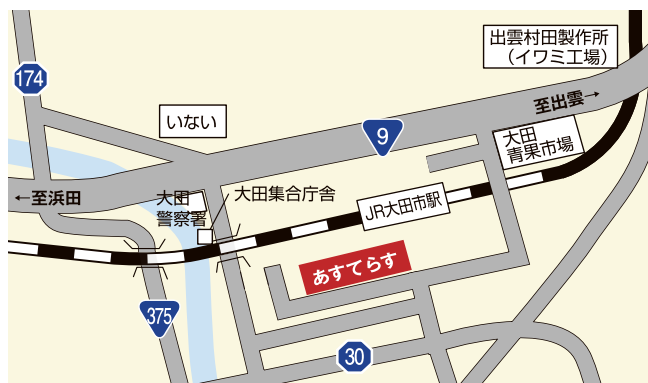 出雲村田製作所
（イワミ工場）
174
いない
9
至出雲→
大田
青果市場
←至浜田
大田
警察署
大田集合庁舎
JR大田市駅
あすてらす
375
30